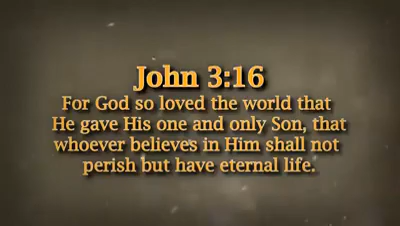 John 3:16
For God so loved the world that
He gave His one and only Son, that
whoever believes in Him shall not
perish but have eternal life.